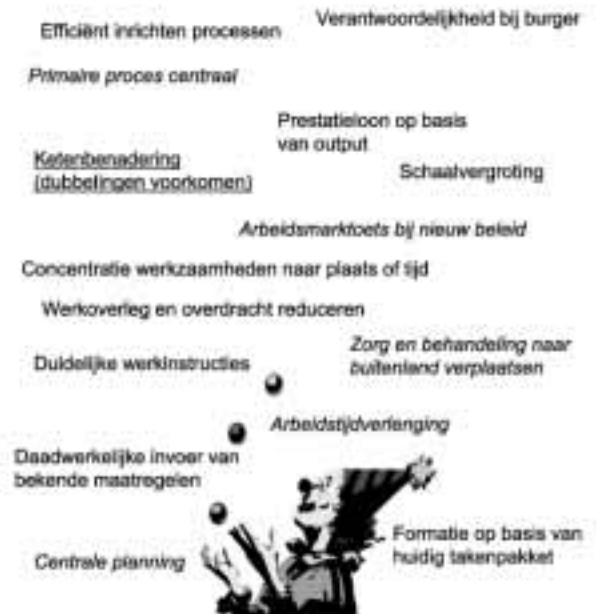 Verantwoordelijkheid bij burger
Efficiënt inrichten processen
Primaire proces centraal
Prestatieloon op basis
van output
Ketenbenadering
(dubbelingen voorkomen)
Schaalvergroting
Arbeidsmarktoets bij nieuw beleid
Concentratie werkzaamheden naar plaats of tijd
Werkoverleg en overdracht reduceren
Zorg en behandeling naar
buitenland verplaatsen
Duidelijke werkinstructies
Arbeidstijdverlenging
Daadwerkelijke invoer van
bekende maatregelen
Formatie op basis van
huidig takenpakket
Centrale planning